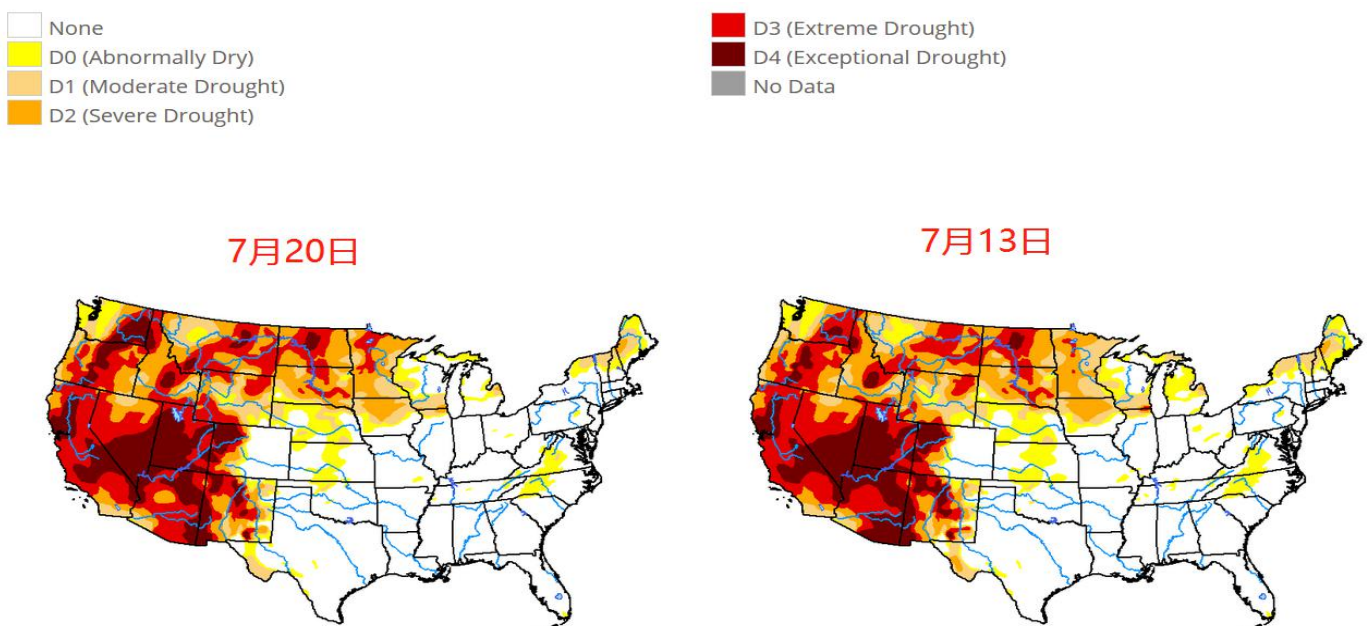 None
D0 (Abnormally Dry)
D1 (Moderate Drought)
D2 (Severe Drought)
D3 (Extreme Drought)
D4 (Exceptional Drought)
No Data
7月20日
7月13日